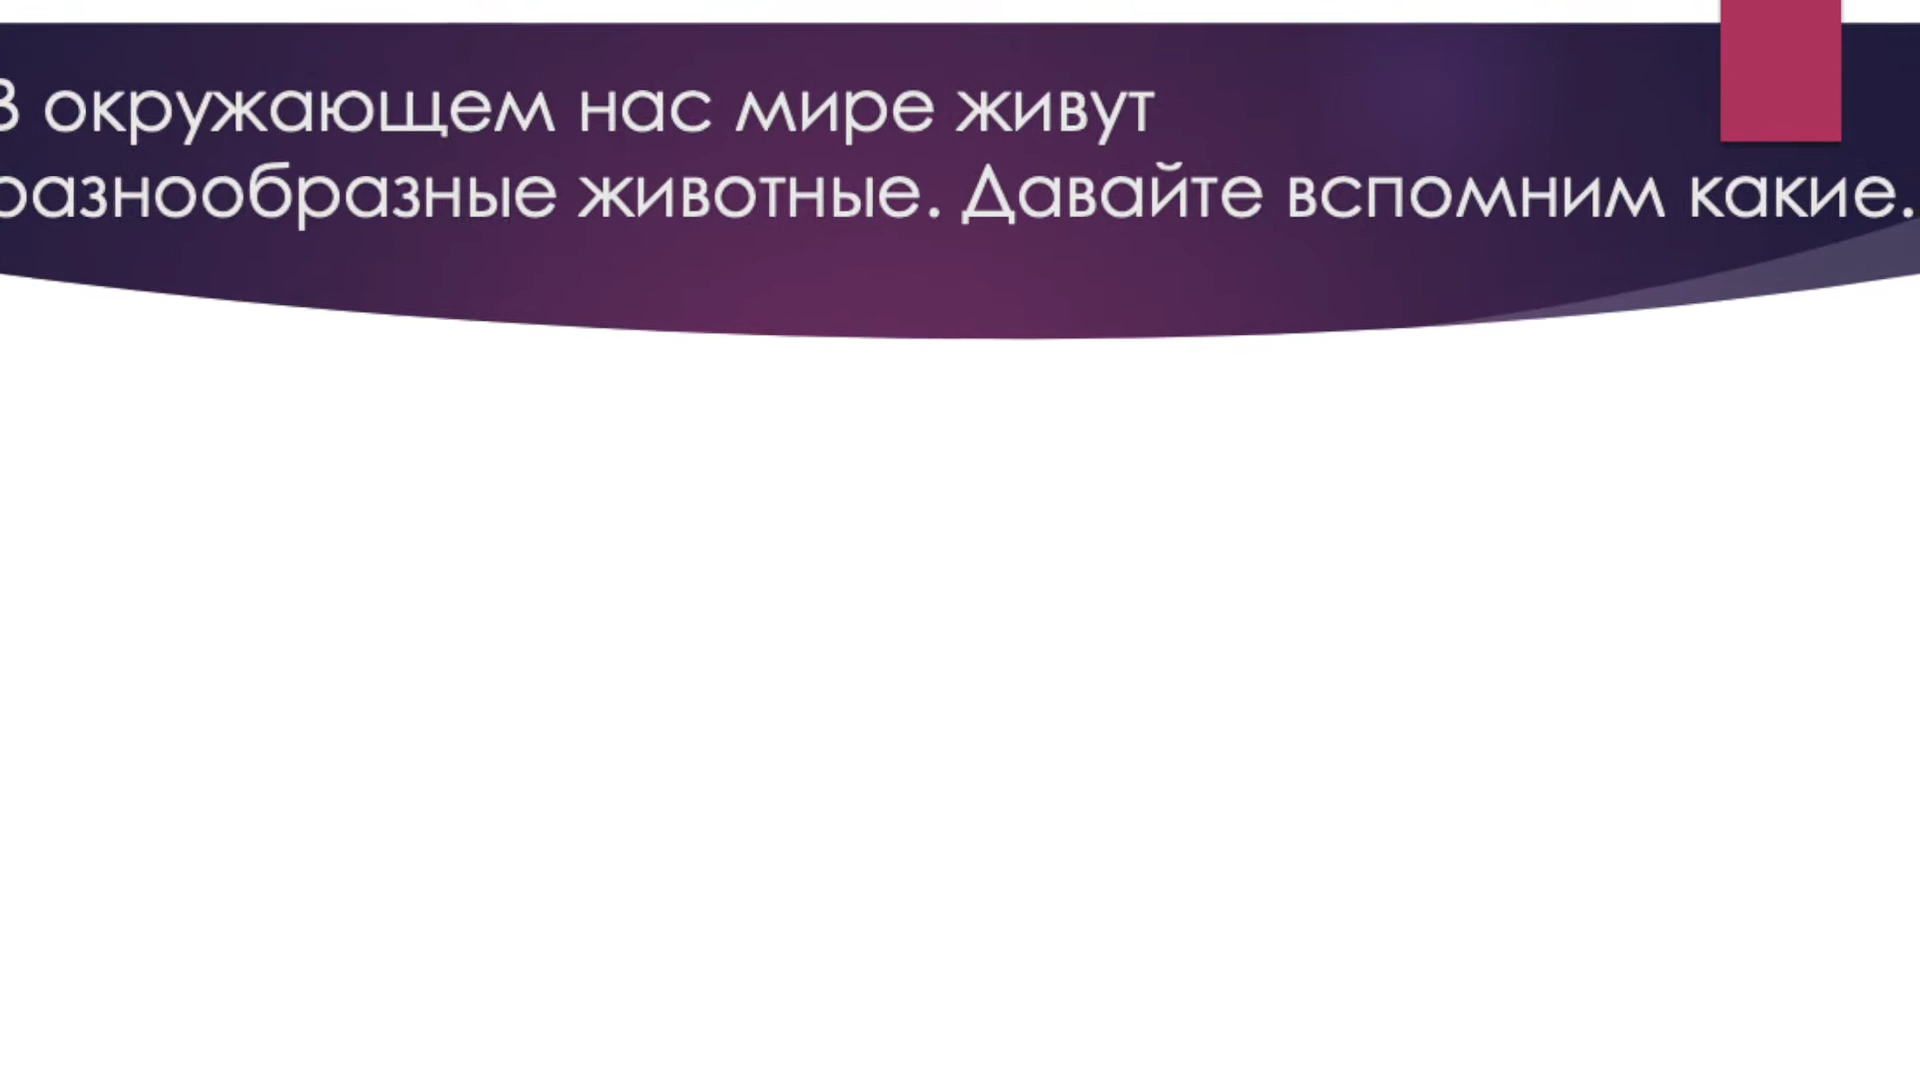 В окружающем нас мире живут
разнообразные животные. Давайте вспомним какие.